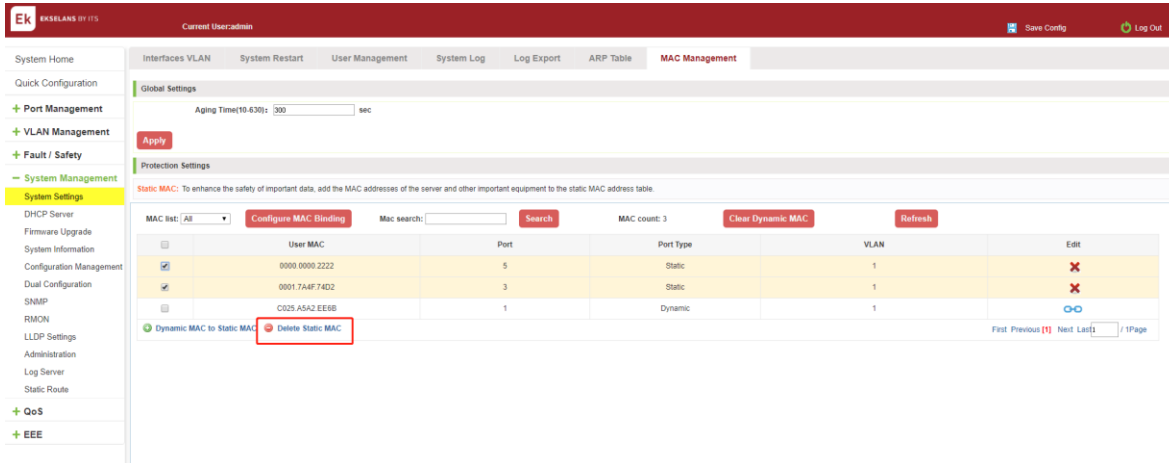 Ek EKSELANS BY ITS
Current User:admin
Save Config
Log Out
System Home
Quick Configuration
Port Management
VLAN Management
Fault / Safety
System Management
System Settings
DHCP Server
Firmware Upgrade
System Information
Configuration Management
Dual Configuration
SNMP
RMON
LLDP Settings
Administration
Log Server
Static Route
QoS
EEE
Interfaces VLAN System Restart User Management System Log Log Export ARP Table MAC Management
Global Settings
Aging Time(10-630): 300 sec
Apply
Protection Settings
Static MAC: To enhance the safety of important data, add the MAC addresses of the server and other important equipment to the static MAC address table.
MAC list: All Configure MAC Binding Mac search: Search MAC count: 3 Clear Dynamic MAC Refresh
User MAC Port Port Type VLAN Edit
0000.0000.2222 5 Static 1
0001.7A4F.74D2 3 Static 1
C025.A5A2.EE6B 1 Dynamic 1
Dynamic MAC to Static MAC Delete Static MAC First Previous [1] Next Last 1 / 1Page